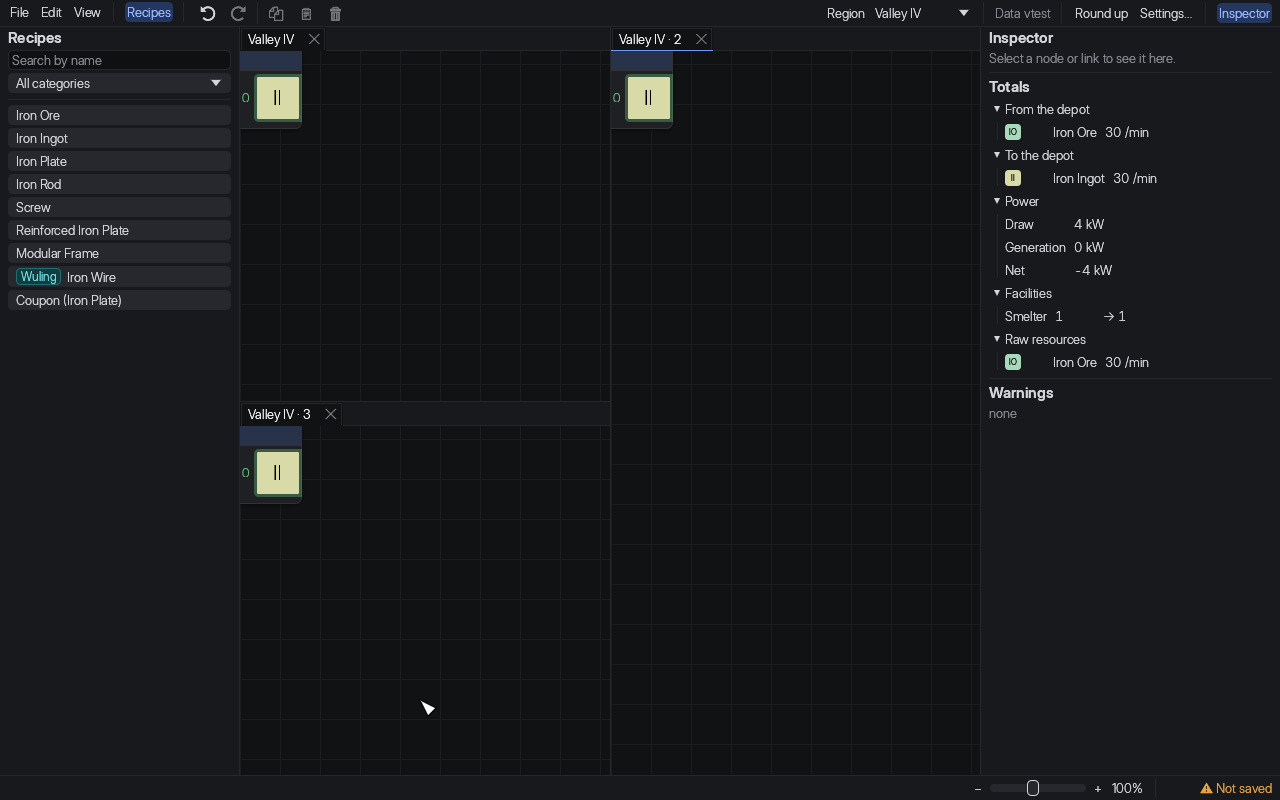 File Edit View Recipes Region Valley IV Data vtest Round up Settings... Inspector
Recipes
Search by name
All categories
Iron Ore
Iron Ingot
Iron Plate
Iron Rod
Screw
Reinforced Iron Plate
Modular Frame
Wuling Iron Wire
Coupon (Iron Plate)
Valley IV
0 II
Valley IV · 2
0 II
Valley IV · 3
0 II
Inspector
Select a node or link to see it here.
Totals
From the depot
IO Iron Ore 30 /min
To the depot
II Iron Ingot 30 /min
Power
Draw 4 kW
Generation 0 kW
Net -4 kW
Facilities
Smelter 1 → 1
Raw resources
IO Iron Ore 30 /min
Warnings
none
− + 100% Not saved